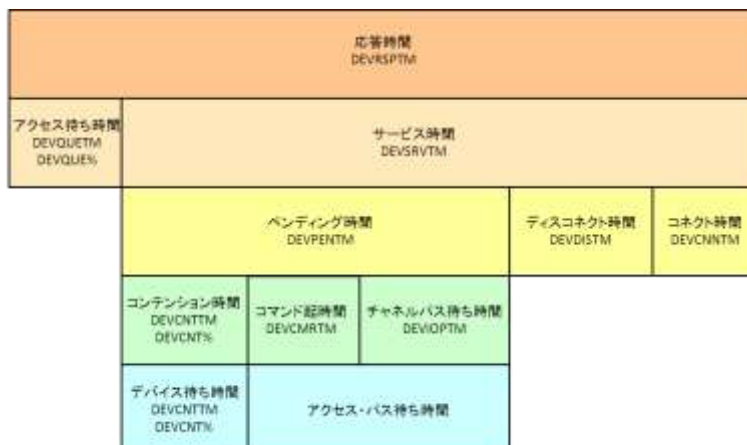 応答時間
DEVRSPTM
アクセス待ち時間
DEVQUETM
DEVQUE%
サービス時間
DEVSRVTM
ペンディング時間
DEVPENTM
ディスコネクト時間
DEVDISTM
コネクト時間
DEVCNNTM
コンテンション時間
DEVCNTTM
DEVCNT%
コマンド起時間
DEVCMRTM
チャネルパス待ち時間
DEVIOPTM
デバイス待ち時間
DEVCNTTM
DEVCNT%
アクセス・パス待ち時間